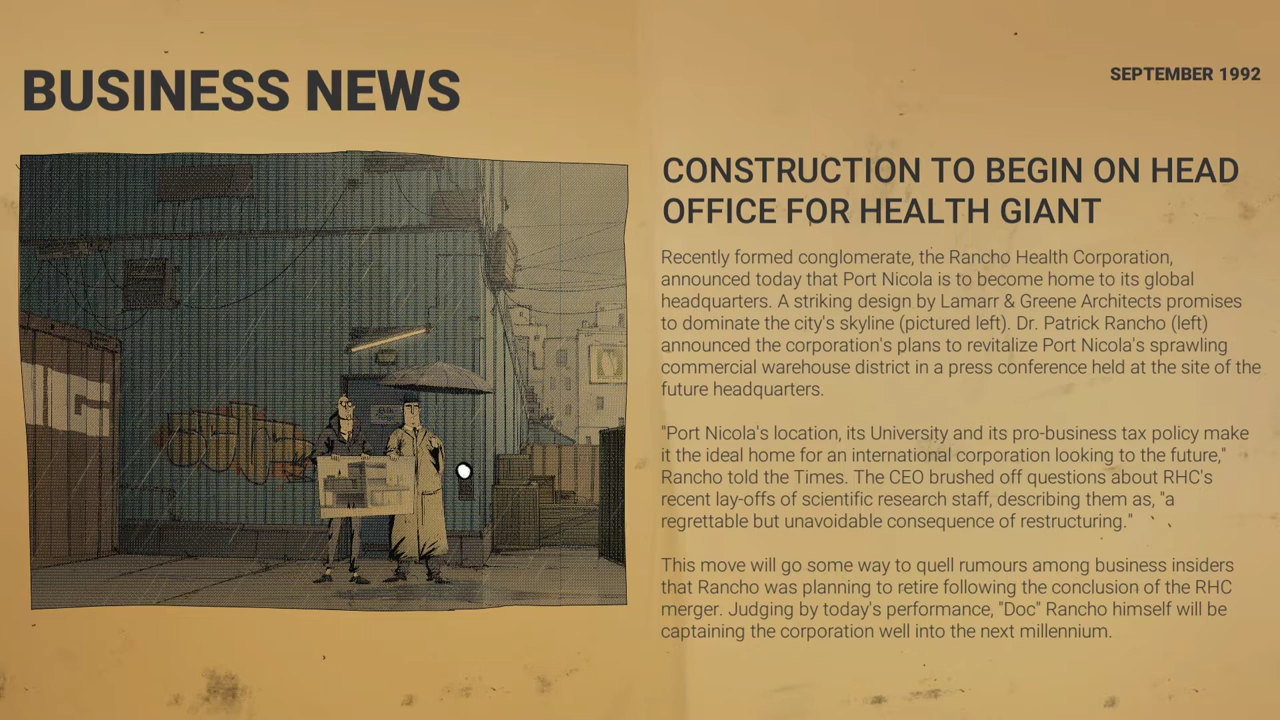 BUSINESS NEWS
SEPTEMBER 1992
CONSTRUCTION TO BEGIN ON HEAD
OFFICE FOR HEALTH GIANT
Recently formed conglomerate, the Rancho Health Corporation,
announced today that Port Nicola is to become home to its global
headquarters. A striking design by Lamarr & Greene Architects promises
to dominate the city's skyline (pictured left). Dr. Patrick Rancho (left)
announced the corporation's plans to revitalize Port Nicola's sprawling
commercial warehouse district in a press conference held at the site of the
future headquarters.
"Port Nicola's location, its University and its pro-business tax policy make
it the ideal home for an international corporation looking to the future,"
Rancho told the Times. The CEO brushed off questions about RHC's
recent lay-offs of scientific research staff, describing them as, "a
regrettable but unavoidable consequence of restructuring."
This move will go some way to quell rumours among business insiders
that Rancho was planning to retire following the conclusion of the RHC
merger. Judging by today's performance, "Doc" Rancho himself will be
captaining the corporation well into the next millennium.